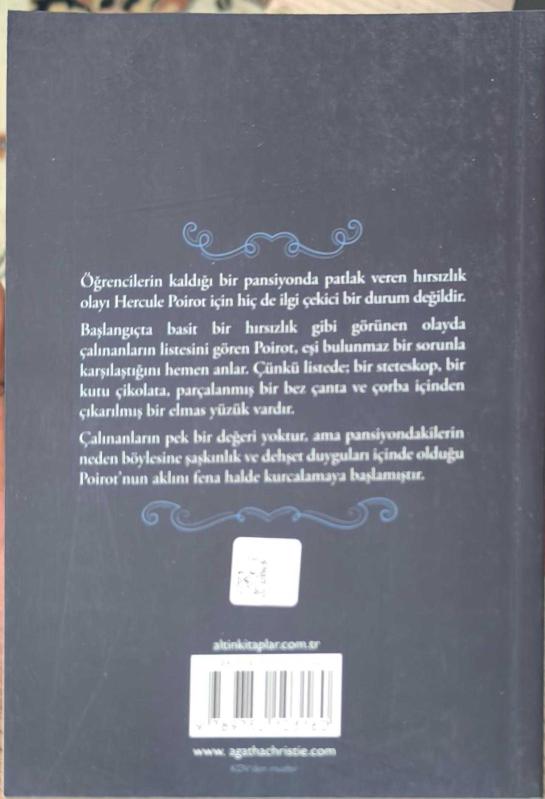 Öğrencilerin kaldığı bir pansiyonda patlak veren hırsızlık
olayı Hercule Poirot için hiç de ilgi çekici bir durum değildir.
Başlangıçta basit bir hırsızlık gibi görünen olayda
çalınanların listesini gören Poirot, eşi bulunmaz bir sorunla
karşılaştığını hemen anlar. Çünkü listede; bir steteskop, bir
kutu çikolata, parçalanmış bir bez çanta ve çorba içinden
çıkarılmış bir elmas yüzük vardır.
Çalınanların pek bir değeri yoktur, ama pansiyondakilerin
neden böylesine şaşkınlık ve dehşet duyguları içinde olduğu
Poirot'nun aklını fena halde kurcalamaya başlamıştır.
altinkitaplar.com.tr
www. agathachristie.com